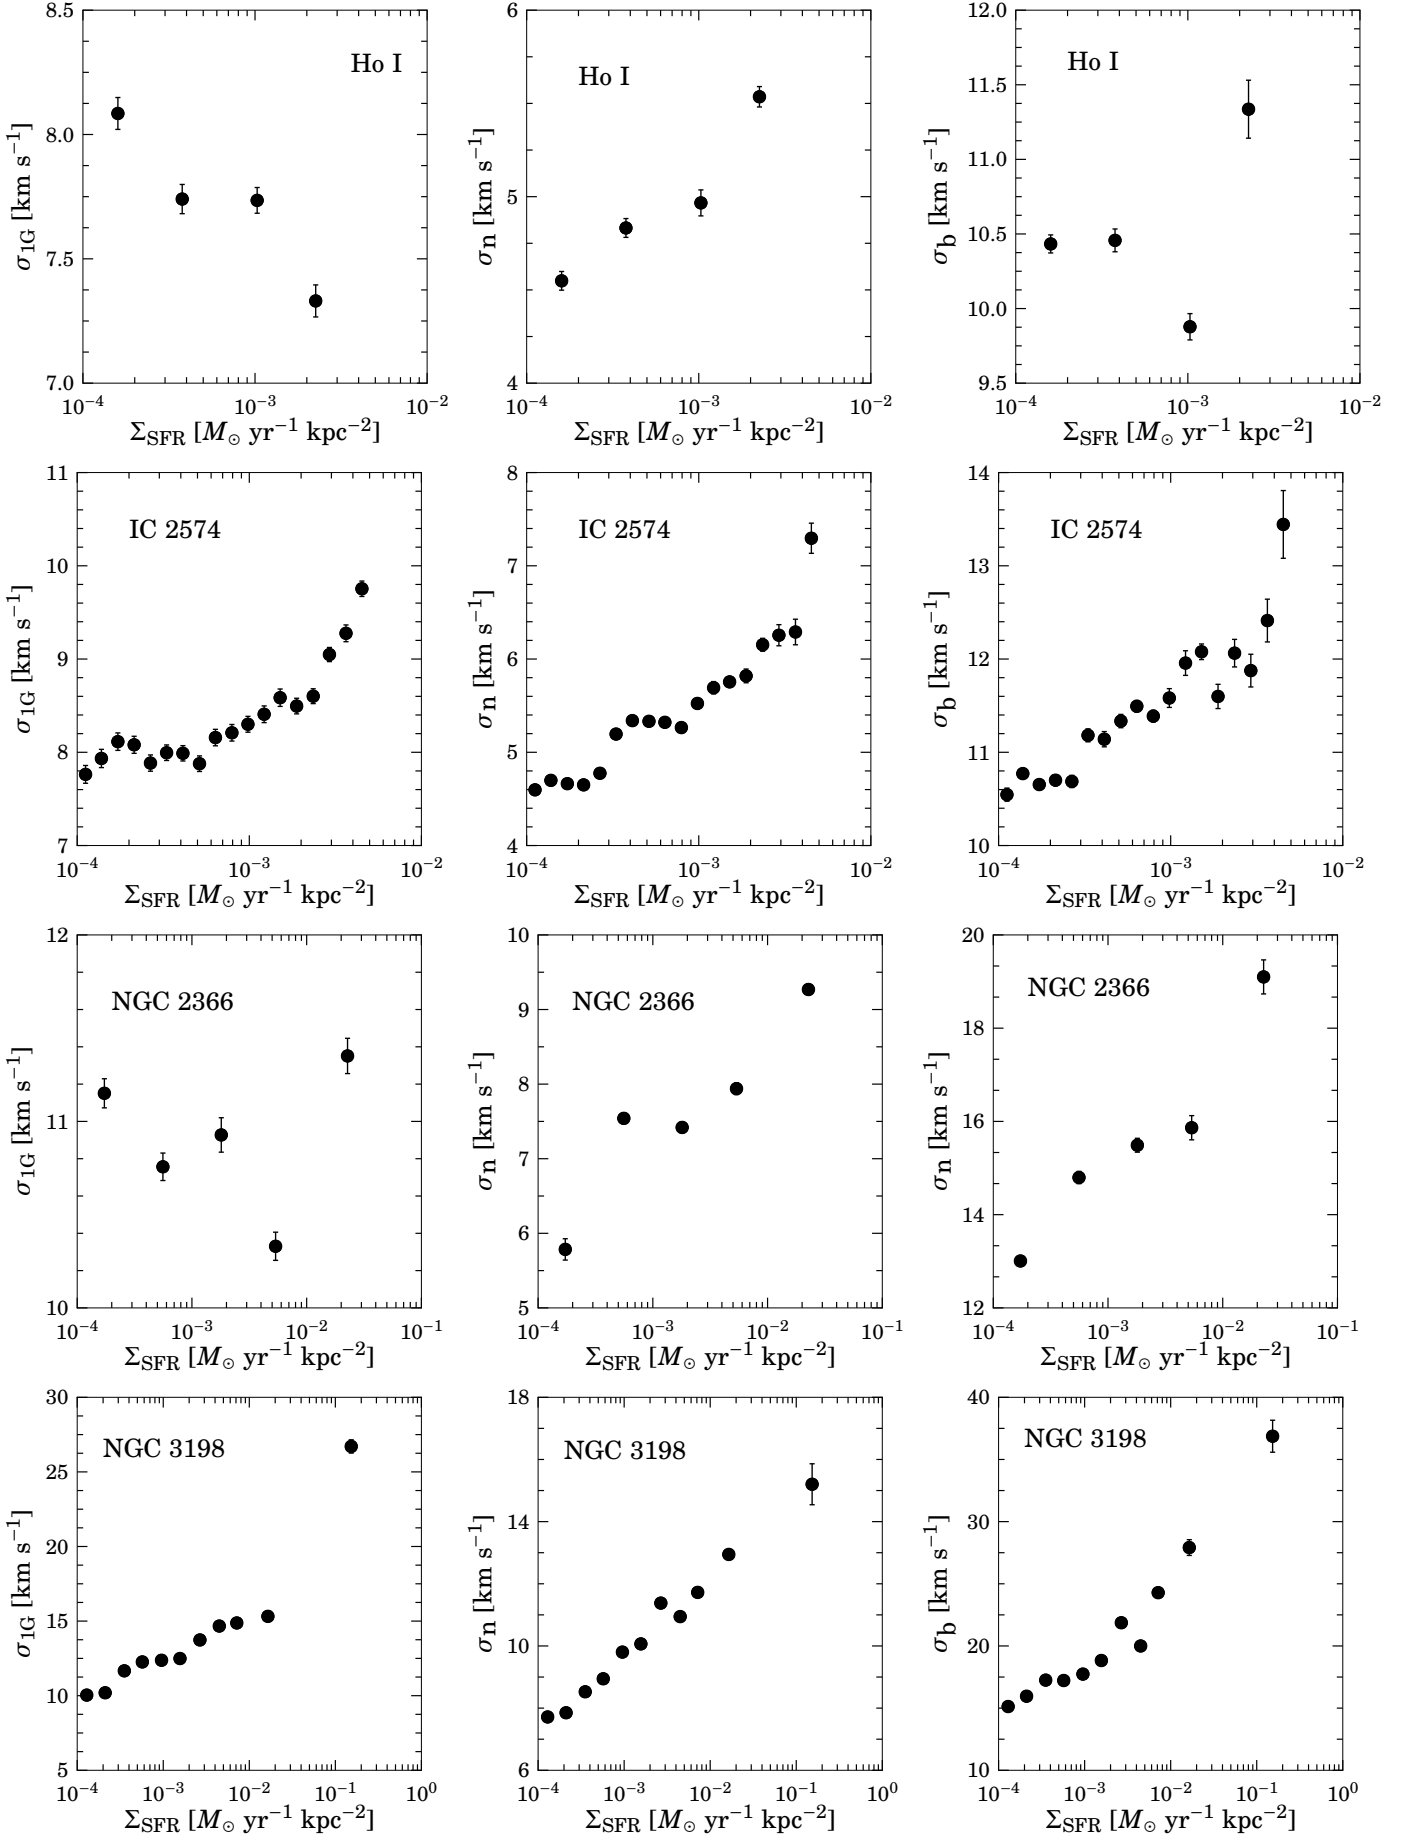 8.5
8.0
7.5
7.0
σ1G [km s−1]
Ho I
10−4 10−3 10−2
ΣSFR [M⊙ yr−1 kpc−2]
6
5
4
σn [km s−1]
Ho I
10−4 10−3 10−2
ΣSFR [M⊙ yr−1 kpc−2]
12.0
11.5
11.0
10.5
10.0
9.5
σb [km s−1]
Ho I
10−4 10−3 10−2
ΣSFR [M⊙ yr−1 kpc−2]
11
10
9
8
7
σ1G [km s−1]
IC 2574
10−4 10−3 10−2
ΣSFR [M⊙ yr−1 kpc−2]
8
7
6
5
4
σn [km s−1]
IC 2574
10−4 10−3 10−2
ΣSFR [M⊙ yr−1 kpc−2]
14
13
12
11
10
σb [km s−1]
IC 2574
10−4 10−3 10−2
ΣSFR [M⊙ yr−1 kpc−2]
12
11
10
σ1G [km s−1]
NGC 2366
10−4 10−3 10−2 10−1
ΣSFR [M⊙ yr−1 kpc−2]
10
9
8
7
6
5
σn [km s−1]
NGC 2366
10−4 10−3 10−2 10−1
ΣSFR [M⊙ yr−1 kpc−2]
20
18
16
14
12
σn [km s−1]
NGC 2366
10−4 10−3 10−2 10−1
ΣSFR [M⊙ yr−1 kpc−2]
30
25
20
15
10
5
σ1G [km s−1]
NGC 3198
10−4 10−3 10−2 10−1 100
ΣSFR [M⊙ yr−1 kpc−2]
18
14
10
6
σn [km s−1]
NGC 3198
10−4 10−3 10−2 10−1 100
ΣSFR [M⊙ yr−1 kpc−2]
40
30
20
10
σb [km s−1]
NGC 3198
10−4 10−3 10−2 10−1 100
ΣSFR [M⊙ yr−1 kpc−2]